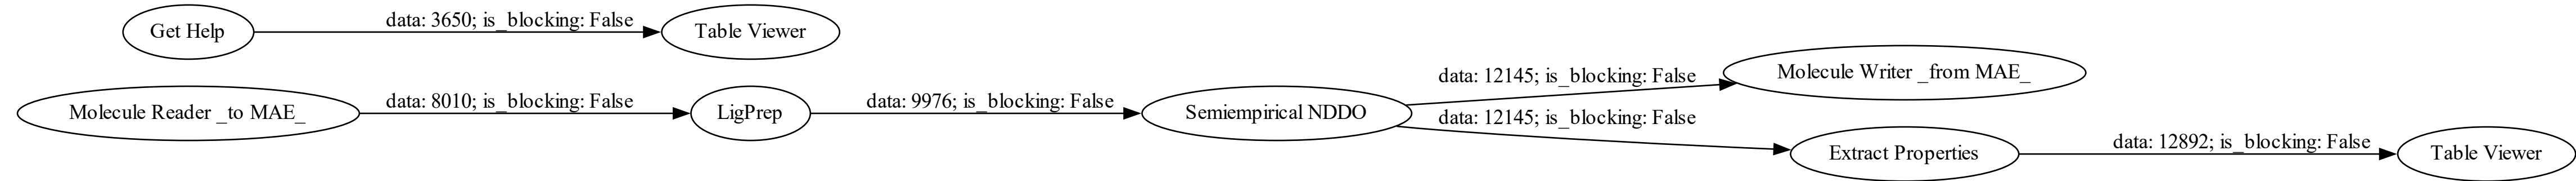 Get Help
data: 3650; is_blocking: False
Table Viewer
Molecule Reader _to MAE_
data: 8010; is_blocking: False
LigPrep
data: 9976; is_blocking: False
Semiempirical NDDO
data: 12145; is_blocking: False
Molecule Writer _from MAE_
data: 12145; is_blocking: False
Extract Properties
data: 12892; is_blocking: False
Table Viewer